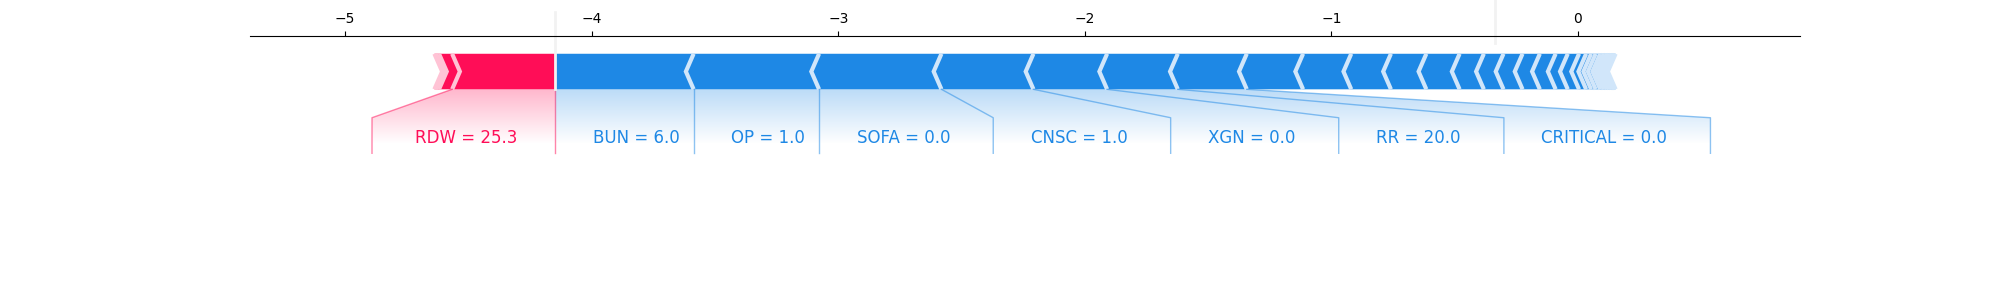 −5 −4 −3 −2 −1 0
RDW = 25.3 BUN = 6.0 OP = 1.0 SOFA = 0.0 CNSC = 1.0 XGN = 0.0 RR = 20.0 CRITICAL = 0.0